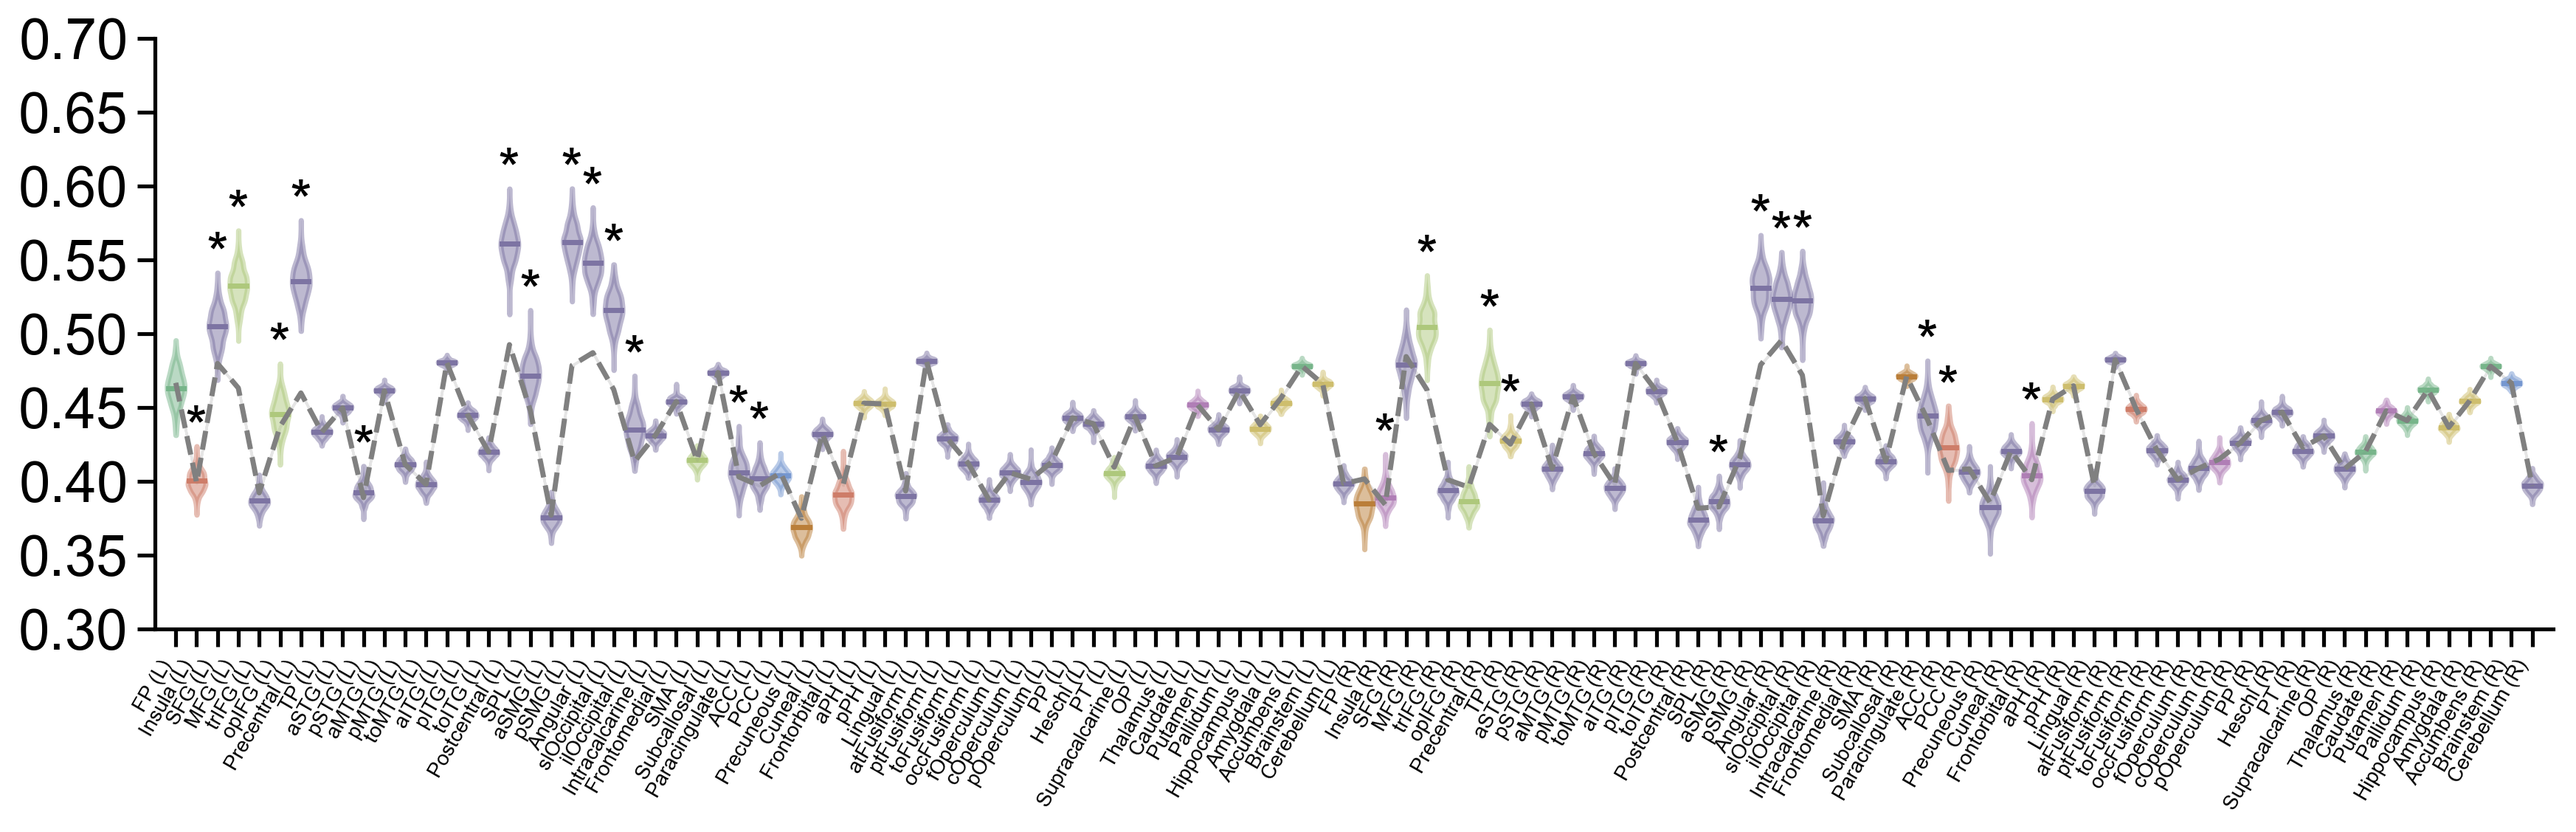 0.70
0.65
0.60
0.55
0.50
0.45
0.40
0.35
0.30
FP (L)
Insula (L)
SFG (L)
MFG (L)
trIFG (L)
opIFG (L)
Precentral (L)
TP (L)
aSTG (L)
pSTG (L)
aMTG (L)
pMTG (L)
toMTG (L)
aITG (L)
pITG (L)
toITG (L)
Postcentral (L)
SPL (L)
aSMG (L)
pSMG (L)
Angular (L)
slOccipital (L)
ilOccipital (L)
Intracalcarine (L)
Frontomedial (L)
SMA (L)
Subcallosal (L)
Paracingulate (L)
ACC (L)
PCC (L)
Precuneous (L)
Cuneal (L)
Frontorbital (L)
aPH (L)
pPH (L)
Lingual (L)
atFusiform (L)
ptFusiform (L)
toFusiform (L)
occFusiform (L)
fOperculum (L)
cOperculum (L)
pOperculum (L)
PP (L)
Heschl (L)
PT (L)
Supracalcarine (L)
OP (L)
Thalamus (L)
Caudate (L)
Putamen (L)
Pallidum (L)
Hippocampus (L)
Amygdala (L)
Accumbens (L)
Brainstem (L)
Cerebellum (L)
FP (R)
Insula (R)
SFG (R)
MFG (R)
trIFG (R)
opIFG (R)
Precentral (R)
TP (R)
aSTG (R)
pSTG (R)
aMTG (R)
pMTG (R)
toMTG (R)
aITG (R)
pITG (R)
toITG (R)
Postcentral (R)
SPL (R)
aSMG (R)
pSMG (R)
Angular (R)
slOccipital (R)
ilOccipital (R)
Intracalcarine (R)
Frontomedial (R)
SMA (R)
Subcallosal (R)
Paracingulate (R)
ACC (R)
PCC (R)
Precuneous (R)
Cuneal (R)
Frontorbital (R)
aPH (R)
pPH (R)
Lingual (R)
atFusiform (R)
ptFusiform (R)
toFusiform (R)
occFusiform (R)
fOperculum (R)
cOperculum (R)
pOperculum (R)
PP (R)
Heschl (R)
PT (R)
Supracalcarine (R)
OP (R)
Thalamus (R)
Caudate (R)
Putamen (R)
Pallidum (R)
Hippocampus (R)
Amygdala (R)
Accumbens (R)
Brainstem (R)
Cerebellum (R)